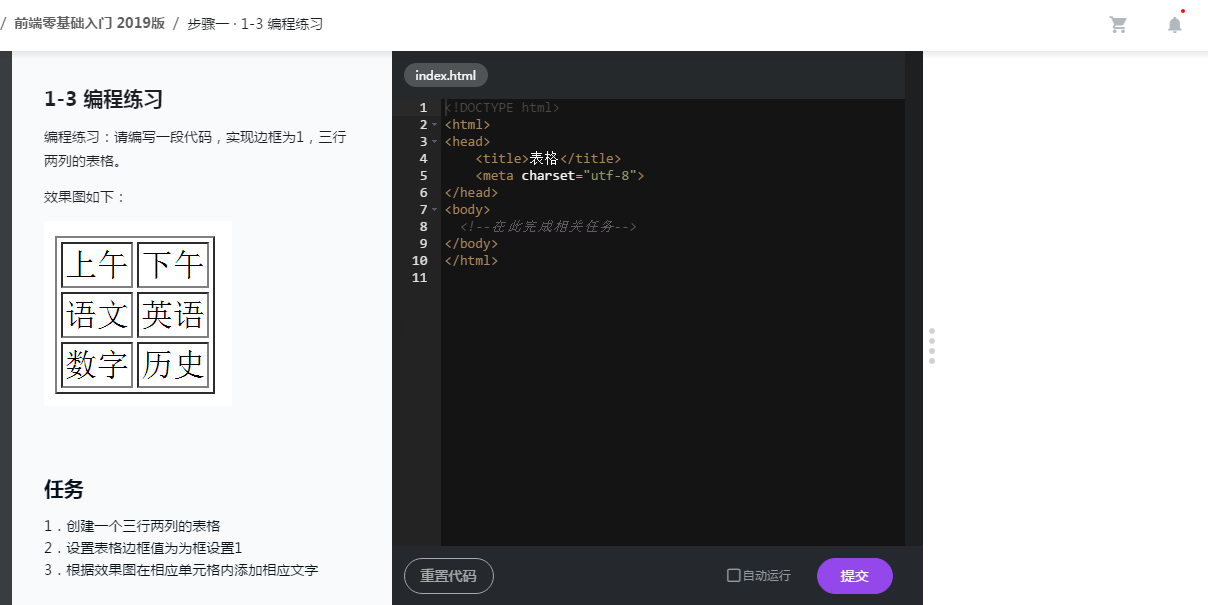 / 前端零基础入门 2019版 / 步骤一 · 1-3 编程练习
1-3 编程练习
编程练习：请编写一段代码，实现边框为1，三行
两列的表格。
效果图如下：
上午 下午
语文 英语
数字 历史
任务
1．创建一个三行两列的表格
2．设置表格边框值为为框设置1
3．根据效果图在相应单元格内添加相应文字
index.html
1 <!DOCTYPE html>
2 <html>
3 <head>
4 <title>表格</title>
5 <meta charset="utf-8">
6 </head>
7 <body>
8 <!--在此完成相关任务-->
9 </body>
10 </html>
11
重置代码 自动运行 提交